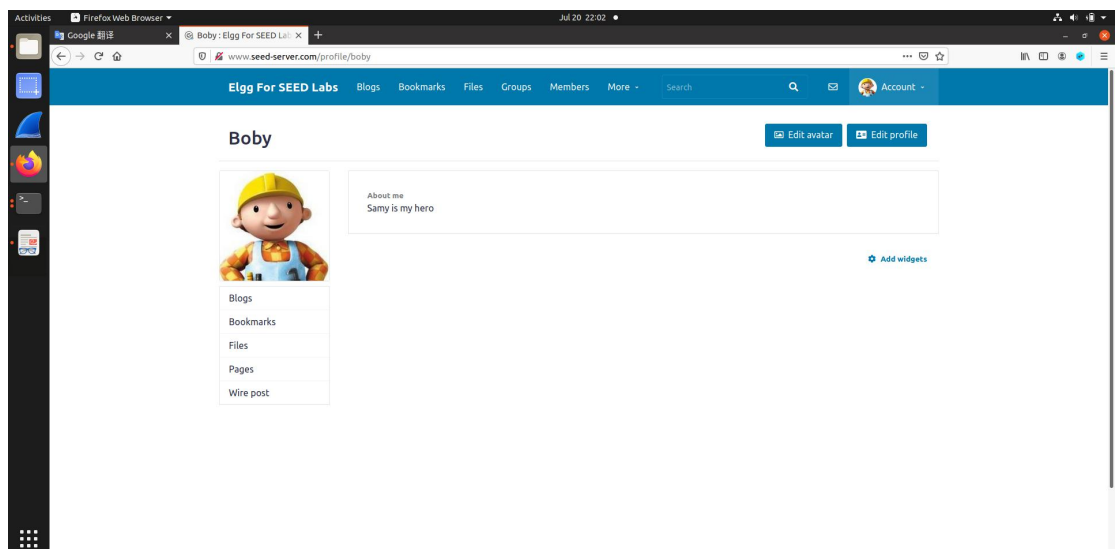 Activities Firefox Web Browser Jul 20 22:02
Google 翻译 Boby : Elgg For SEED Lab
www.seed-server.com/profile/boby
Elgg For SEED Labs Blogs Bookmarks Files Groups Members More Search Account
Boby Edit avatar Edit profile
About me
Samy is my hero
Add widgets
Blogs
Bookmarks
Files
Pages
Wire post